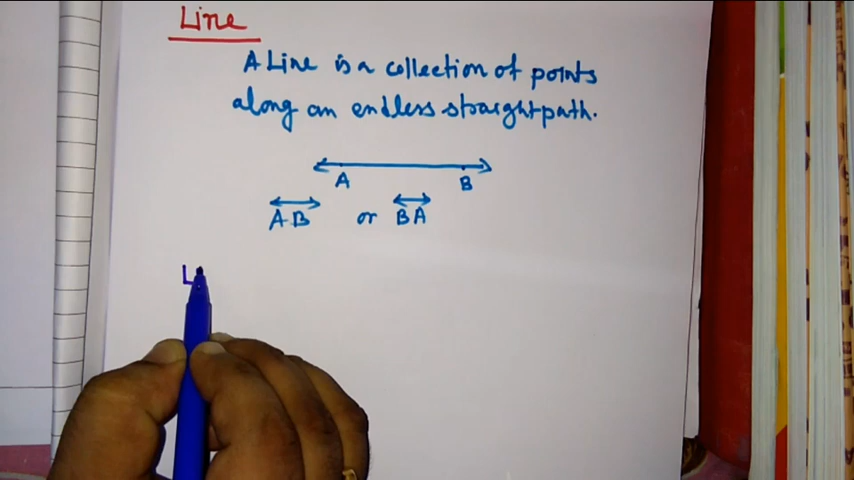 Line
A Line is a collection of points
along an endless straight path.
A B
AB or BA
L